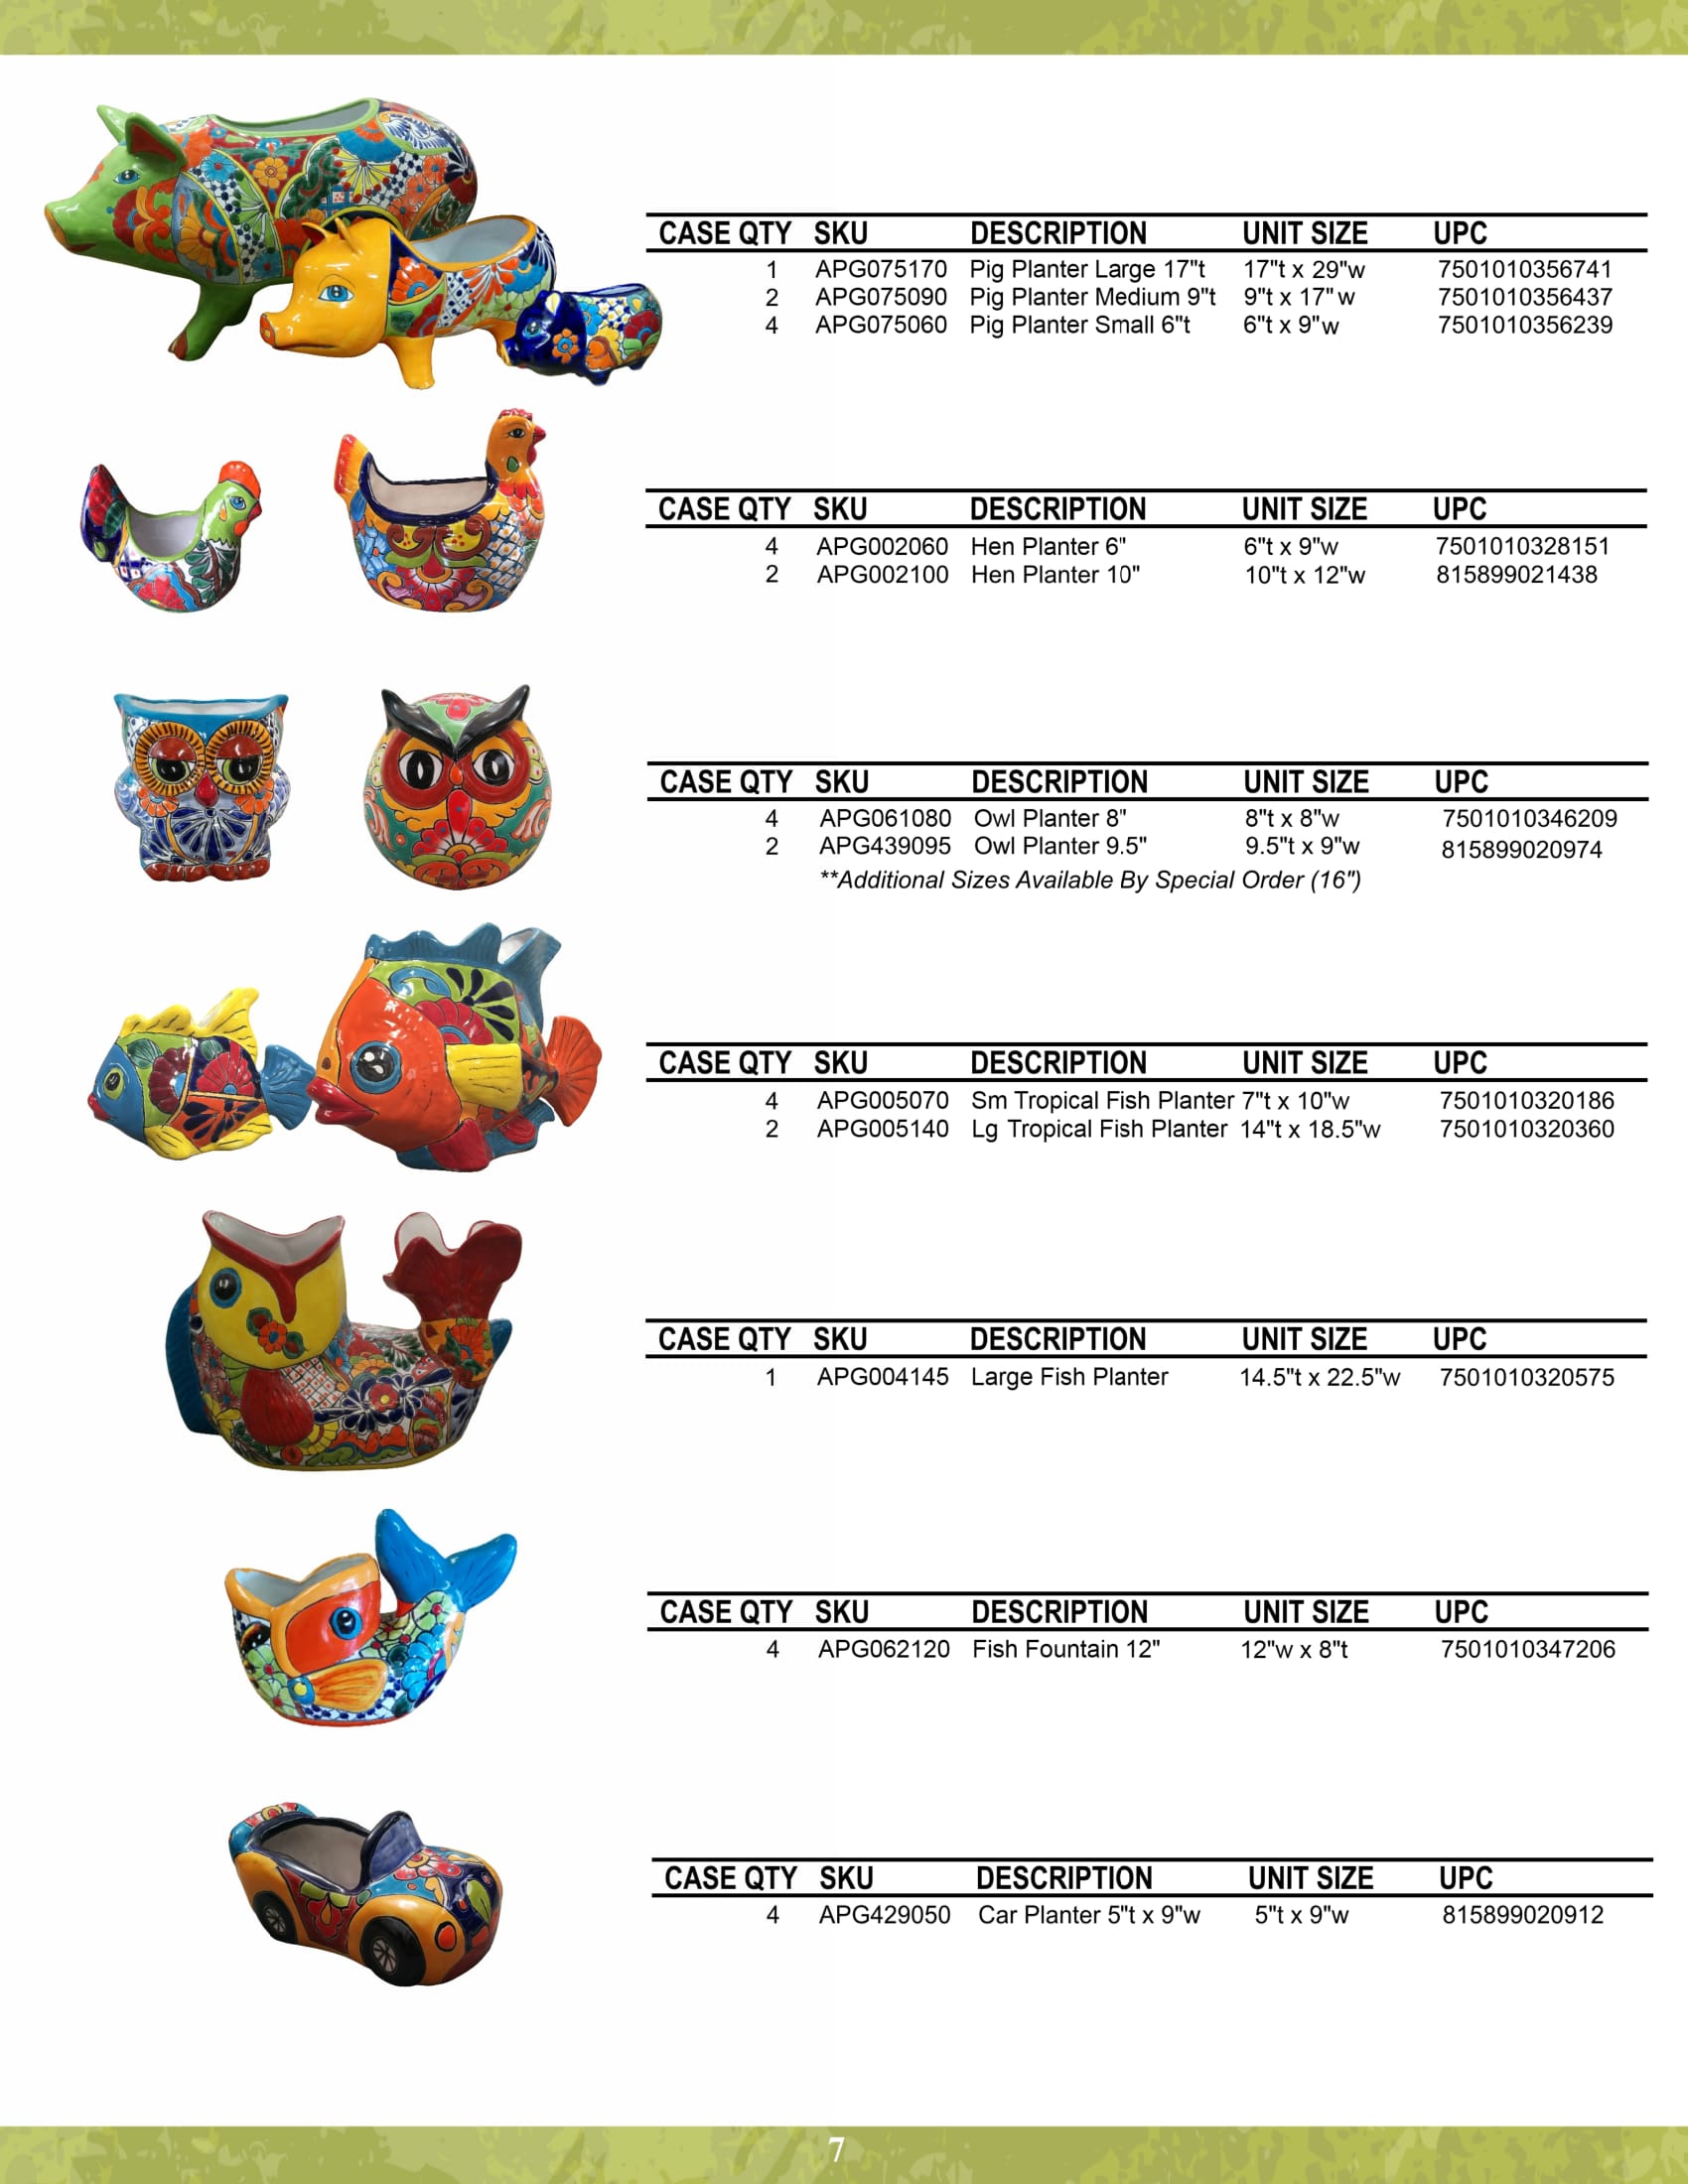 CASE QTY SKU DESCRIPTION UNIT SIZE UPC
1 APG075170 Pig Planter Large 17"t 17"t x 29"w 7501010356741
2 APG075090 Pig Planter Medium 9"t 9"t x 17"w 7501010356437
4 APG075060 Pig Planter Small 6"t 6"t x 9"w 7501010356239
CASE QTY SKU DESCRIPTION UNIT SIZE UPC
4 APG002060 Hen Planter 6" 6"t x 9"w 7501010328151
2 APG002100 Hen Planter 10" 10"t x 12"w 815899021438
CASE QTY SKU DESCRIPTION UNIT SIZE UPC
4 APG061080 Owl Planter 8" 8"t x 8"w 7501010346209
2 APG439095 Owl Planter 9.5" 9.5"t x 9"w 815899020974
**Additional Sizes Available By Special Order (16")
CASE QTY SKU DESCRIPTION UNIT SIZE UPC
4 APG005070 Sm Tropical Fish Planter 7"t x 10"w 7501010320186
2 APG005140 Lg Tropical Fish Planter 14"t x 18.5"w 7501010320360
CASE QTY SKU DESCRIPTION UNIT SIZE UPC
1 APG004145 Large Fish Planter 14.5"t x 22.5"w 7501010320575
CASE QTY SKU DESCRIPTION UNIT SIZE UPC
4 APG062120 Fish Fountain 12" 12"w x 8"t 7501010347206
CASE QTY SKU DESCRIPTION UNIT SIZE UPC
4 APG429050 Car Planter 5"t x 9"w 5"t x 9"w 815899020912
7